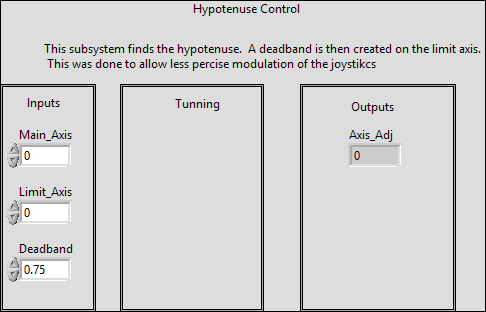 Hypotenuse Control
This subsystem finds the hypotenuse. A deadband is then created on the limit axis.
This was done to allow less percise modulation of the joystikcs
Inputs
Tunning
Outputs
Main_Axis
0
Axis_Adj
0
Limit_Axis
0
Deadband
0.75